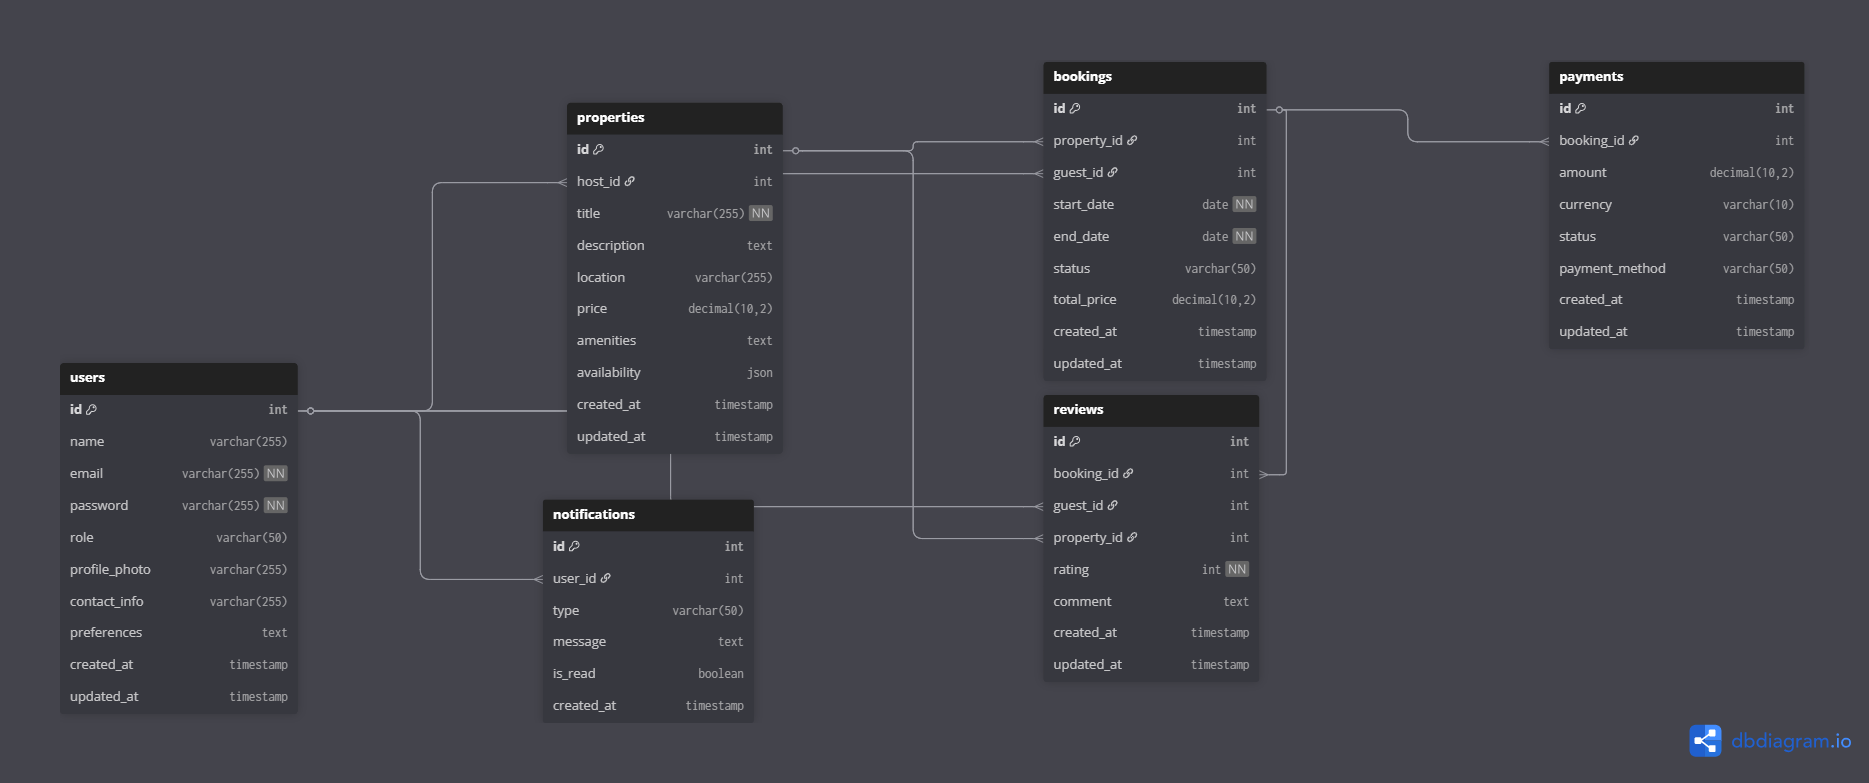 users
id int
name varchar(255)
email varchar(255) NN
password varchar(255) NN
role varchar(50)
profile_photo varchar(255)
contact_info varchar(255)
preferences text
created_at timestamp
updated_at timestamp
properties
id int
host_id int
title varchar(255) NN
description text
location varchar(255)
price decimal(10,2)
amenities text
availability json
created_at timestamp
updated_at timestamp
notifications
id int
user_id int
type varchar(50)
message text
is_read boolean
created_at timestamp
bookings
id int
property_id int
guest_id int
start_date date NN
end_date date NN
status varchar(50)
total_price decimal(10,2)
created_at timestamp
updated_at timestamp
reviews
id int
booking_id int
guest_id int
property_id int
rating int NN
comment text
created_at timestamp
updated_at timestamp
payments
id int
booking_id int
amount decimal(10,2)
currency varchar(10)
status varchar(50)
payment_method varchar(50)
created_at timestamp
updated_at timestamp
dbdiagram.io